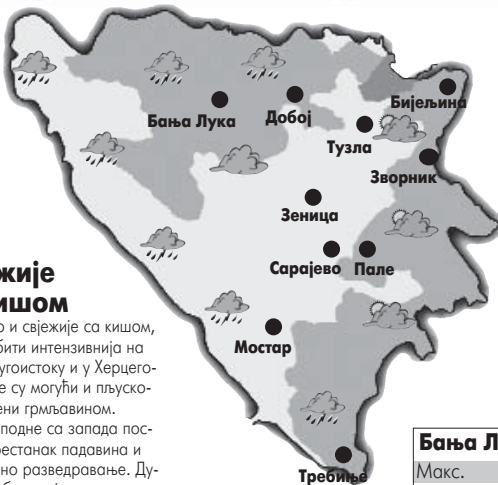 Бијељина
Добој
Бања Лука
Тузла
Зворник
Зеница
Сарајево
Пале
Мостар
Требиње
жије
ишом
р и свјежије са кишом,
бити интензивнија на
угоистоку и у Херцего-
е су могући и пљуско-
ени грмљавином.
подне са запада пос-
рестанак падавина и
но разведравање. Ду-
Бања Л
Макс.